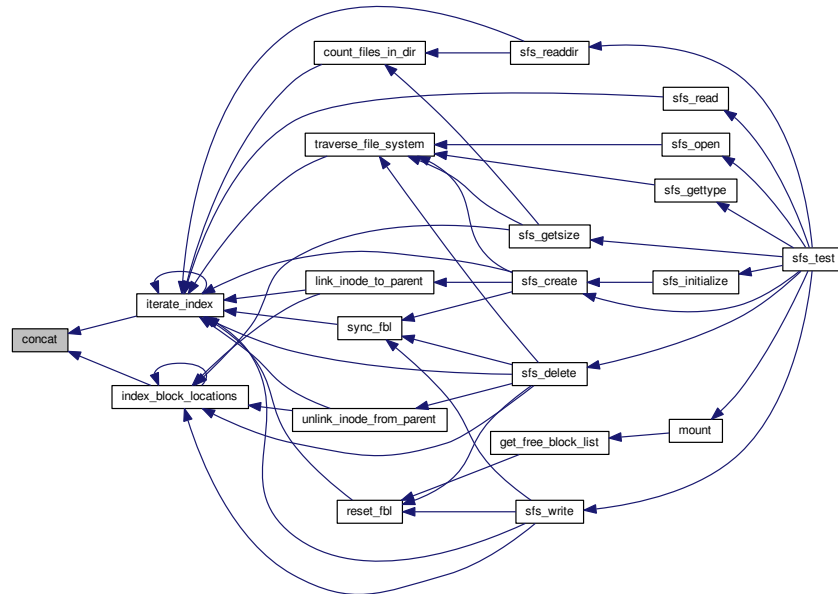 count_files_in_dir
sfs_readdir
sfs_read
traverse_file_system
sfs_open
sfs_gettype
sfs_getsize
sfs_test
link_inode_to_parent
sfs_create
sfs_initialize
iterate_index
sync_fbl
concat
sfs_delete
index_block_locations
unlink_inode_from_parent
mount
get_free_block_list
reset_fbl
sfs_write